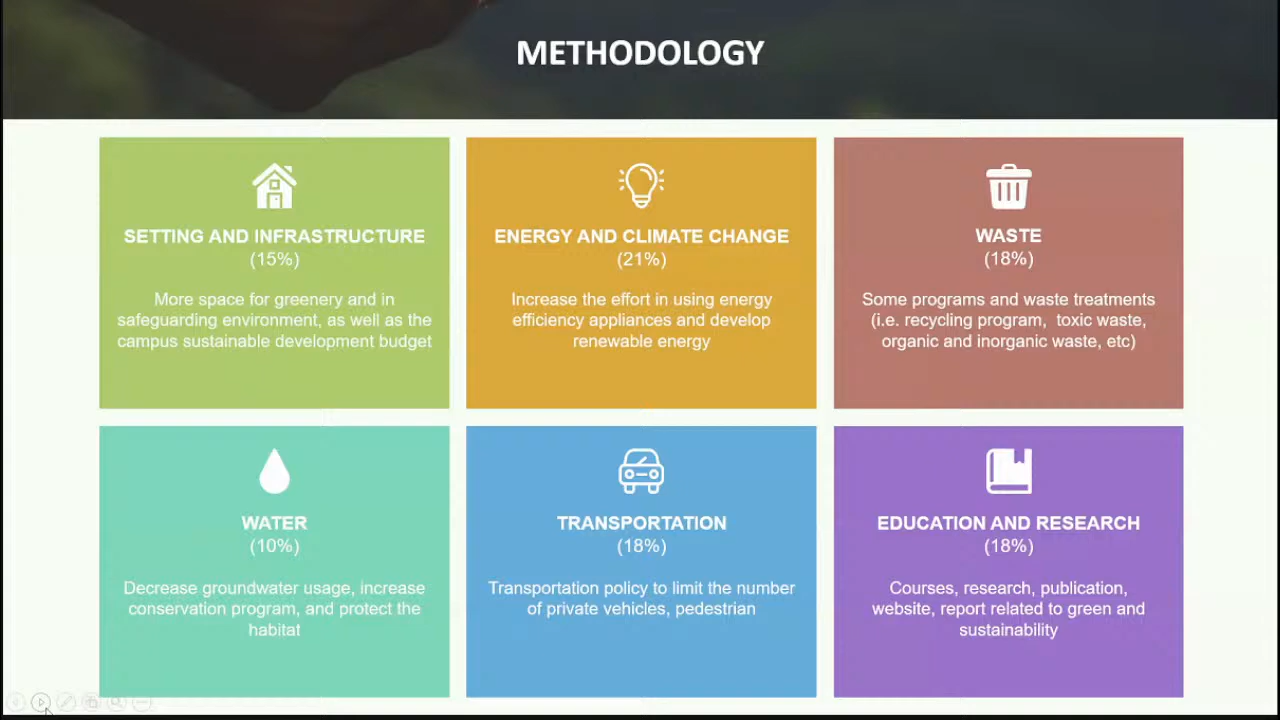 METHODOLOGY
SETTING AND INFRASTRUCTURE
(15%)
More space for greenery and in
safeguarding environment, as well as the
campus sustainable development budget
ENERGY AND CLIMATE CHANGE
(21%)
Increase the effort in using energy
efficiency appliances and develop
renewable energy
WASTE
(18%)
Some programs and waste treatments
(i.e. recycling program, toxic waste,
organic and inorganic waste, etc)
WATER
(10%)
Decrease groundwater usage, increase
conservation program, and protect the
habitat
TRANSPORTATION
(18%)
Transportation policy to limit the number
of private vehicles, pedestrian
EDUCATION AND RESEARCH
(18%)
Courses, research, publication,
website, report related to green and
sustainability